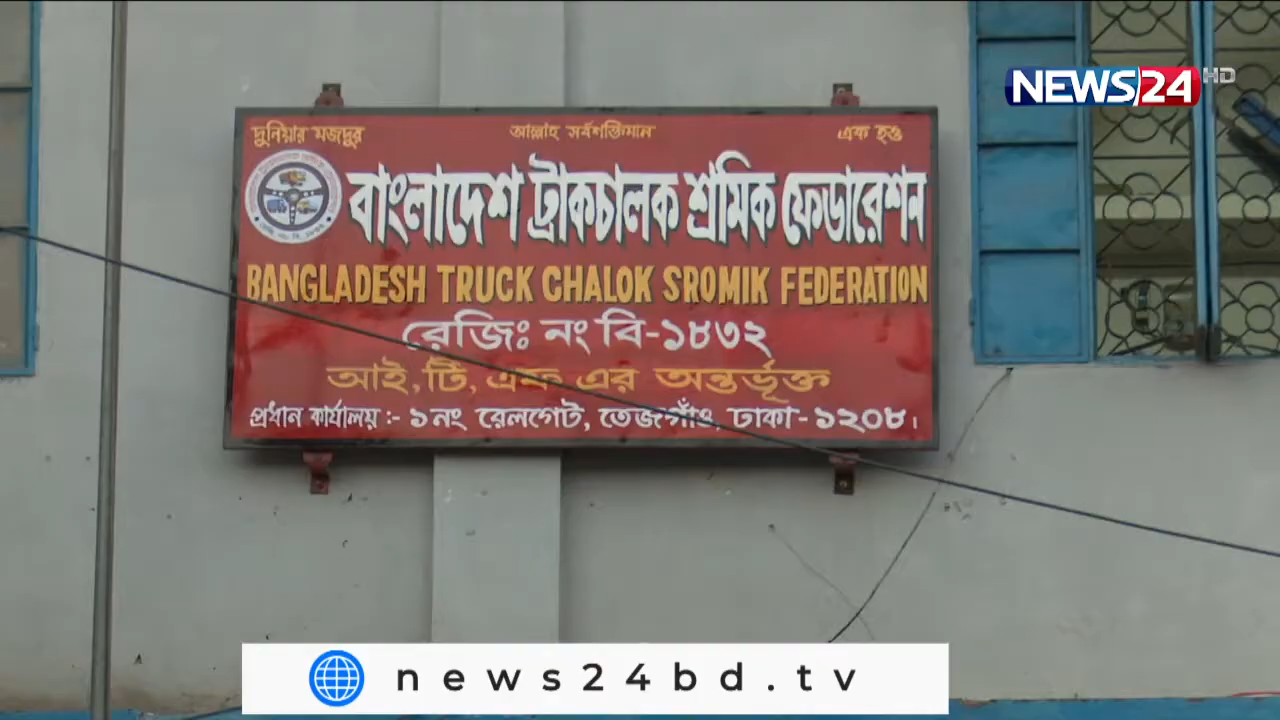 NEWS24 HD
দুনিয়ার মজদুর আল্লাহ সর্বশক্তিমান এক হও
বাংলাদেশ ট্রাকচালক শ্রমিক ফেডারেশন
BANGLADESH TRUCK CHALOK SROMIK FEDERATION
রেজিঃ নং বি-১৮৩২
আই,টি,এফ এর অন্তর্ভূক্ত
প্রধান কার্যালয় :- ১নং রেলগেট, তেজগাঁও, ঢাকা-১২০৮।
news24bd.tv